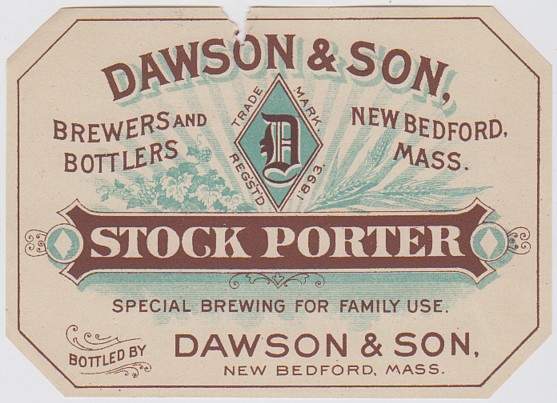 DAWSON & SON,
BREWERS AND
BOTTLERS
TRADE MARK.
D
REGST'D 1893.
NEW BEDFORD,
MASS.
STOCK PORTER
SPECIAL BREWING FOR FAMILY USE.
BOTTLED BY
DAWSON & SON,
NEW BEDFORD, MASS.